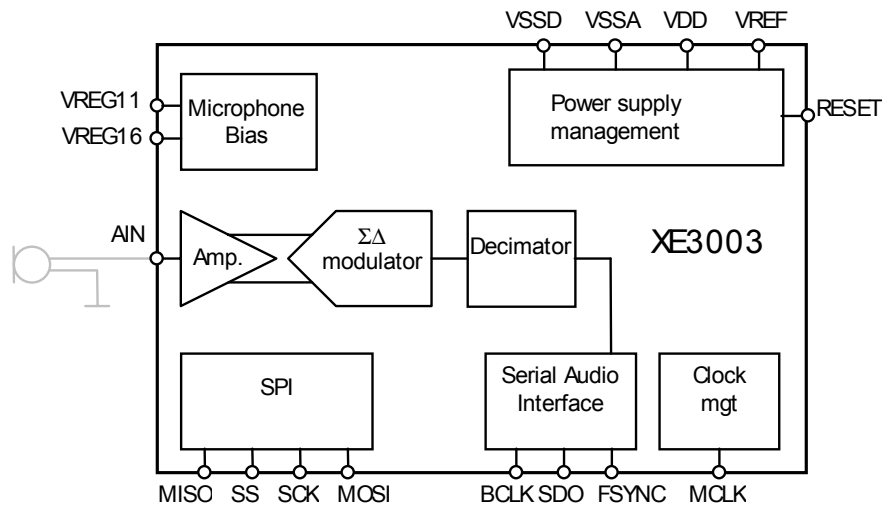 VSSD VSSA VDD VREF
VREG11
VREG16
Microphone
Bias
Power supply
management
RESET
AIN
Amp.
ΣΔ
modulator
Decimator
XE3003
SPI
Serial Audio
Interface
Clock
mgt
MISO SS SCK MOSI BCLK SDO FSYNC MCLK